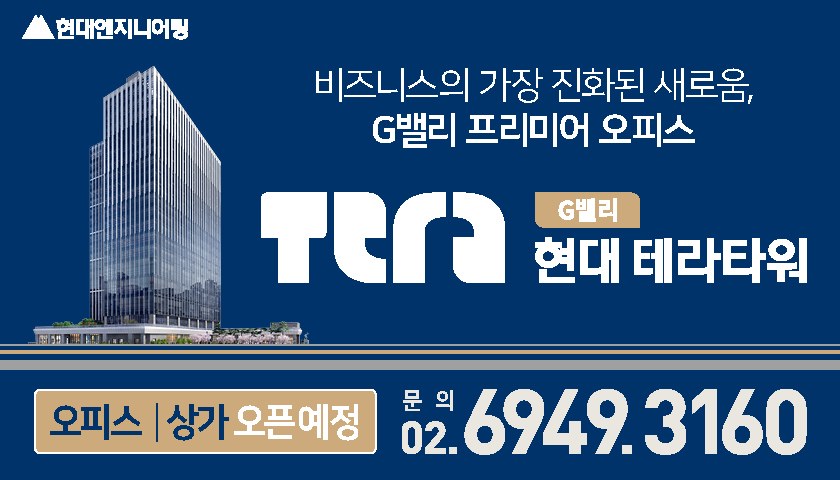 현대엔지니어링
비즈니스의 가장 진화된 새로움,
G밸리 프리미어 오피스
TERA
G밸리
현대 테라타워
오피스 | 상가 오픈예정
문 의
02.6949.3160